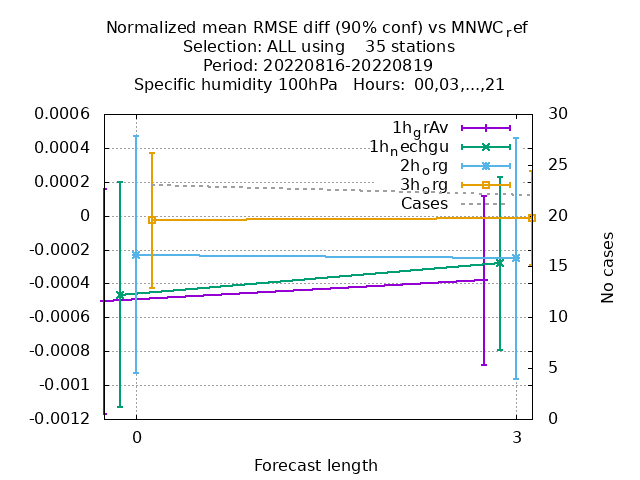 Normalized mean RMSE diff (90% conf) vs MNWC_ref
Selection: ALL using    35 stations
Period: 20220816-20220819
Specific humidity 100hPa   Hours: 00,03,...,21
0.0006
0.0004
0.0002
0
-0.0002
-0.0004
-0.0006
-0.0008
-0.001
-0.0012
1h_grAv
1h_nechgu
2h_org
3h_org
Cases
30
25
20
15
10
5
0
No cases
0 3
Forecast length